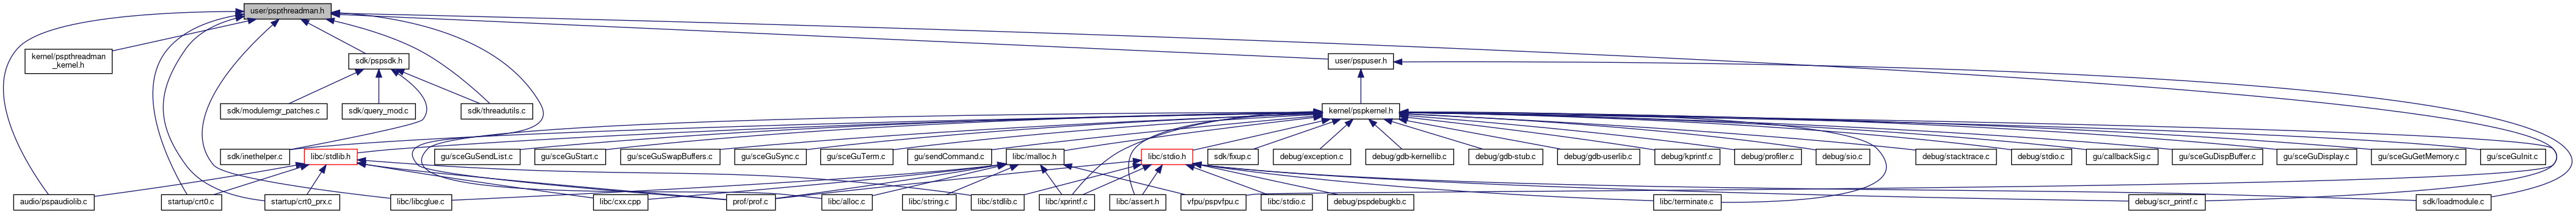 user/pspthreadman.h
kernel/pspthreadman
_kernel.h
sdk/pspsdk.h
user/pspuser.h
sdk/modulemgr_patches.c
sdk/query_mod.c
sdk/threadutils.c
kernel/pspkernel.h
sdk/inethelper.c
libc/stdlib.h
gu/sceGuSendList.c
gu/sceGuStart.c
gu/sceGuSwapBuffers.c
gu/sceGuSync.c
gu/sceGuTerm.c
gu/sendCommand.c
libc/malloc.h
libc/stdio.h
sdk/fixup.c
debug/exception.c
debug/gdb-kernellib.c
debug/gdb-stub.c
debug/gdb-userlib.c
debug/kprintf.c
debug/profiler.c
debug/sio.c
debug/stacktrace.c
debug/stdio.c
gu/callbackSig.c
gu/sceGuDispBuffer.c
gu/sceGuDisplay.c
gu/sceGuGetMemory.c
gu/sceGuInit.c
audio/pspaudiolib.c
startup/crt0.c
startup/crt0_prx.c
libc/libcglue.c
libc/cxx.cpp
prof/prof.c
libc/alloc.c
libc/string.c
libc/stdlib.c
libc/xprintf.c
libc/assert.h
vfpu/pspvfpu.c
libc/stdio.c
debug/pspdebugkb.c
libc/terminate.c
debug/scr_printf.c
sdk/loadmodule.c